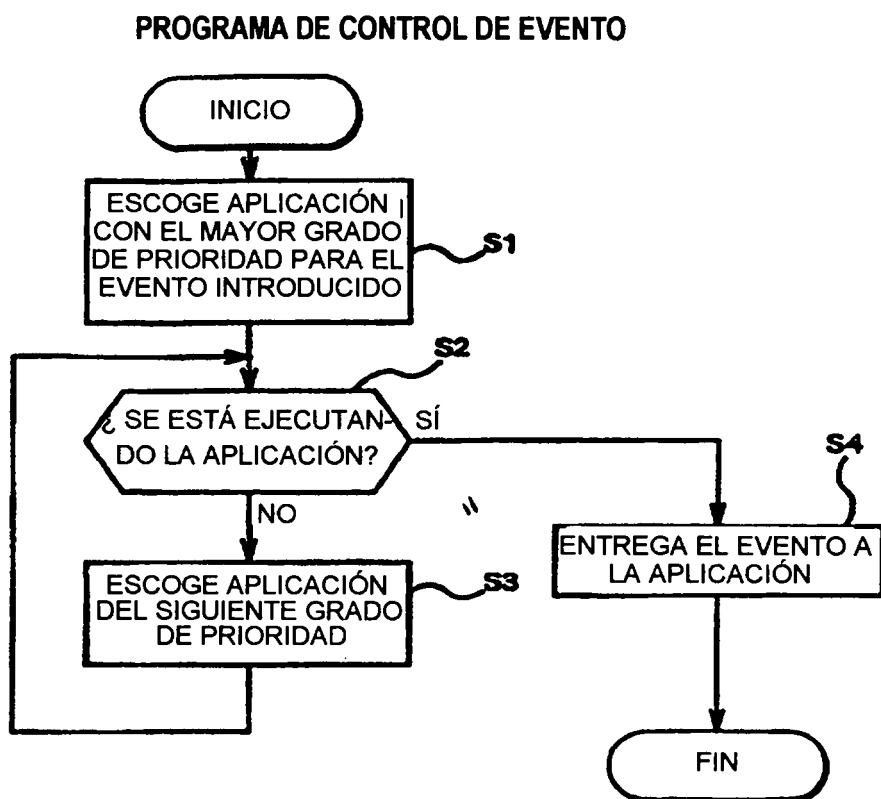 PROGRAMA DE CONTROL DE EVENTO
INICIO
ESCOGE APLICACIÓN
CON EL MAYOR GRADO
DE PRIORIDAD PARA EL
EVENTO INTRODUCIDO
S1
S2
¿ SE ESTÁ EJECUTAN-
DO LA APLICACIÓN?
SÍ
NO
S4
ENTREGA EL EVENTO A
LA APLICACIÓN
ESCOGE APLICACIÓN
DEL SIGUIENTE GRADO
DE PRIORIDAD
S3
FIN